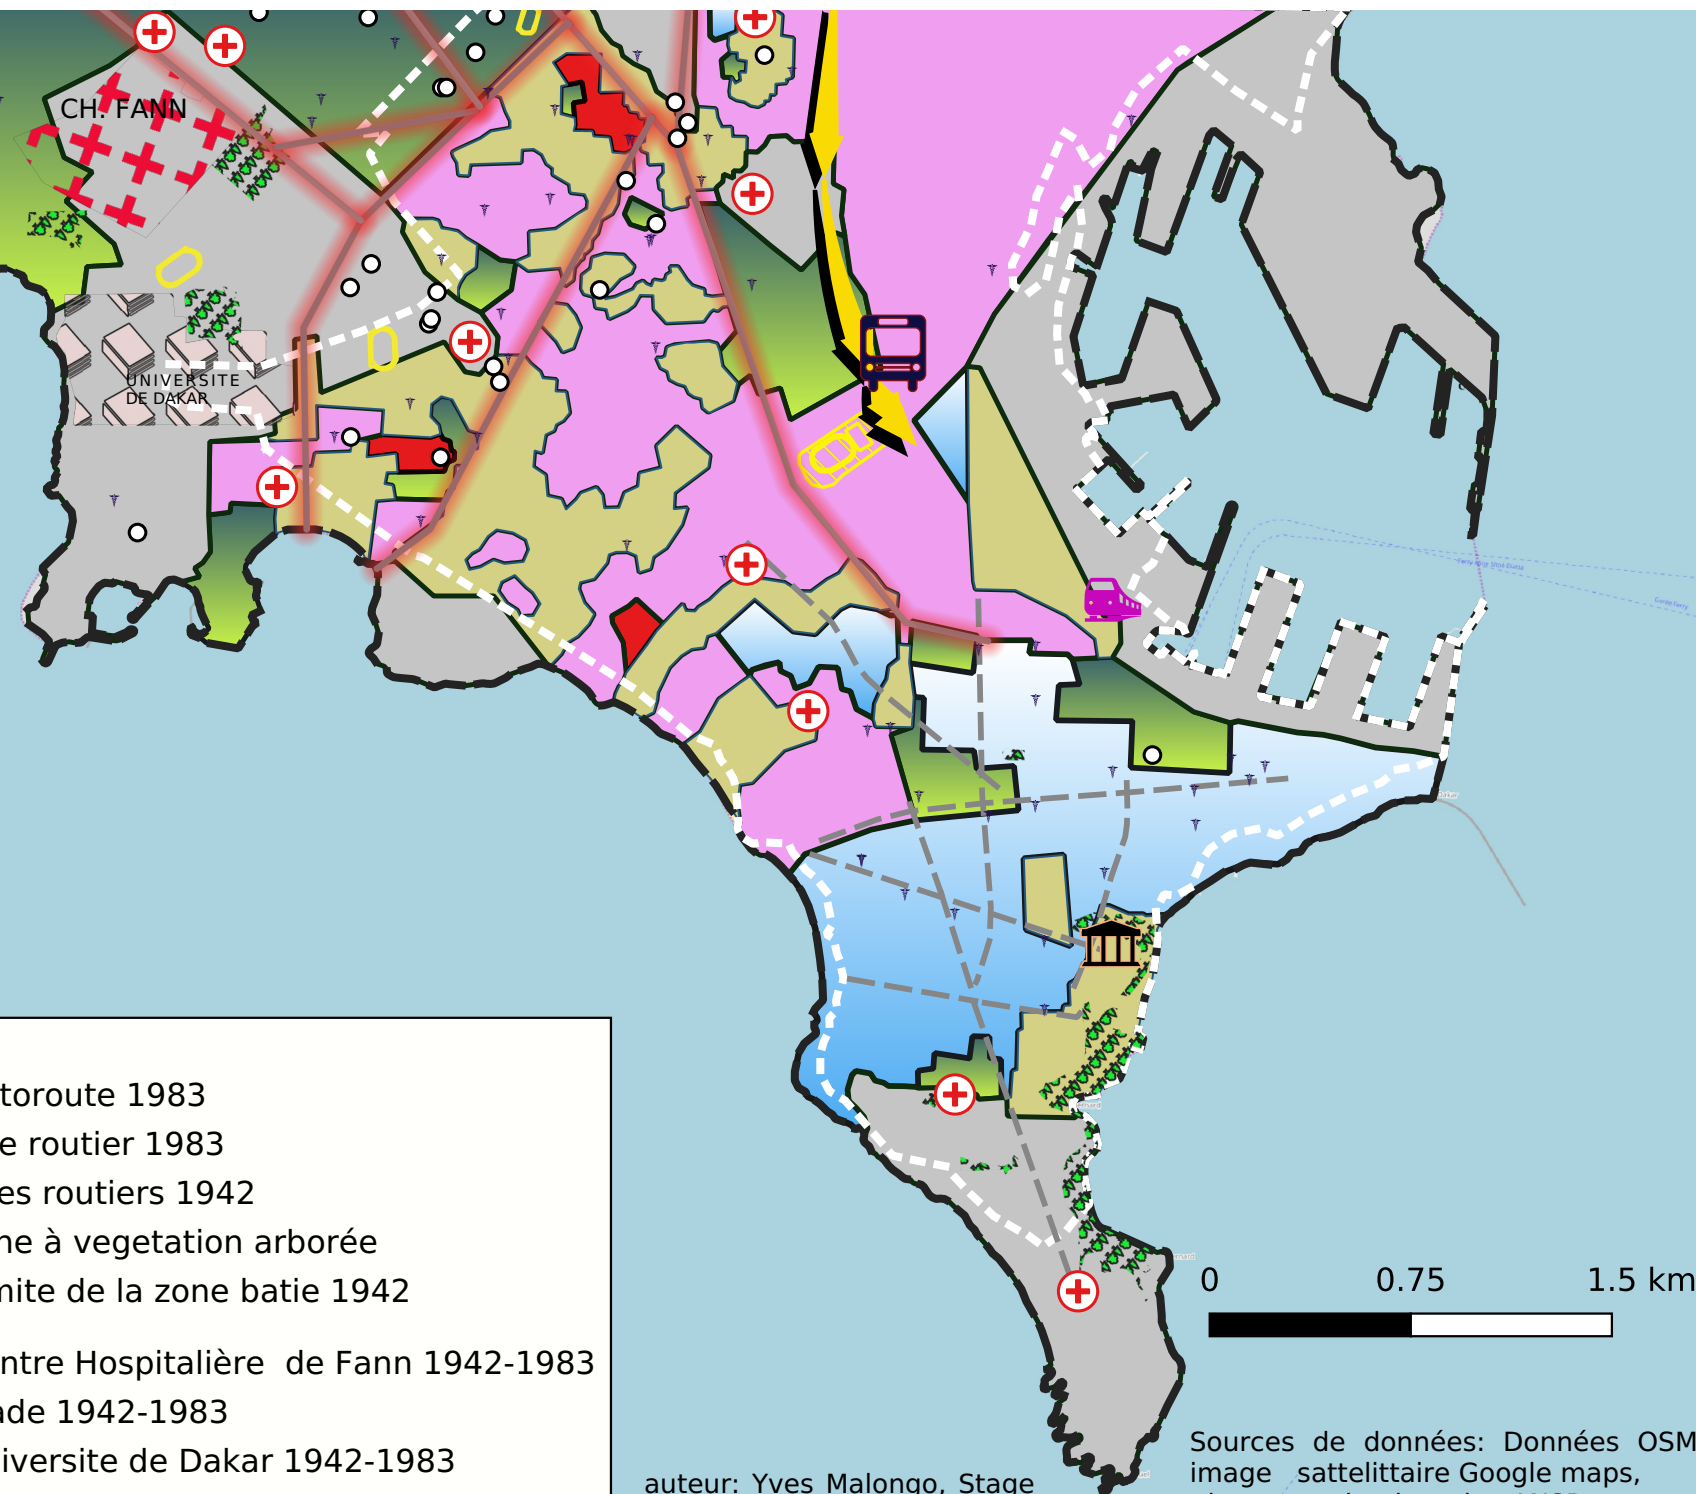 CH. FANN
UNIVERSITE
DE DAKAR
toroute 1983
e routier 1983
es routiers 1942
ne à vegetation arborée
mite de la zone batie 1942
ntre Hospitalière de Fann 1942-1983
ade 1942-1983
iversite de Dakar 1942-1983
0 0.75 1.5 km
auteur: Yves Malongo, Stage
Sources de données: Données OSM
image sattelittaire Google maps,